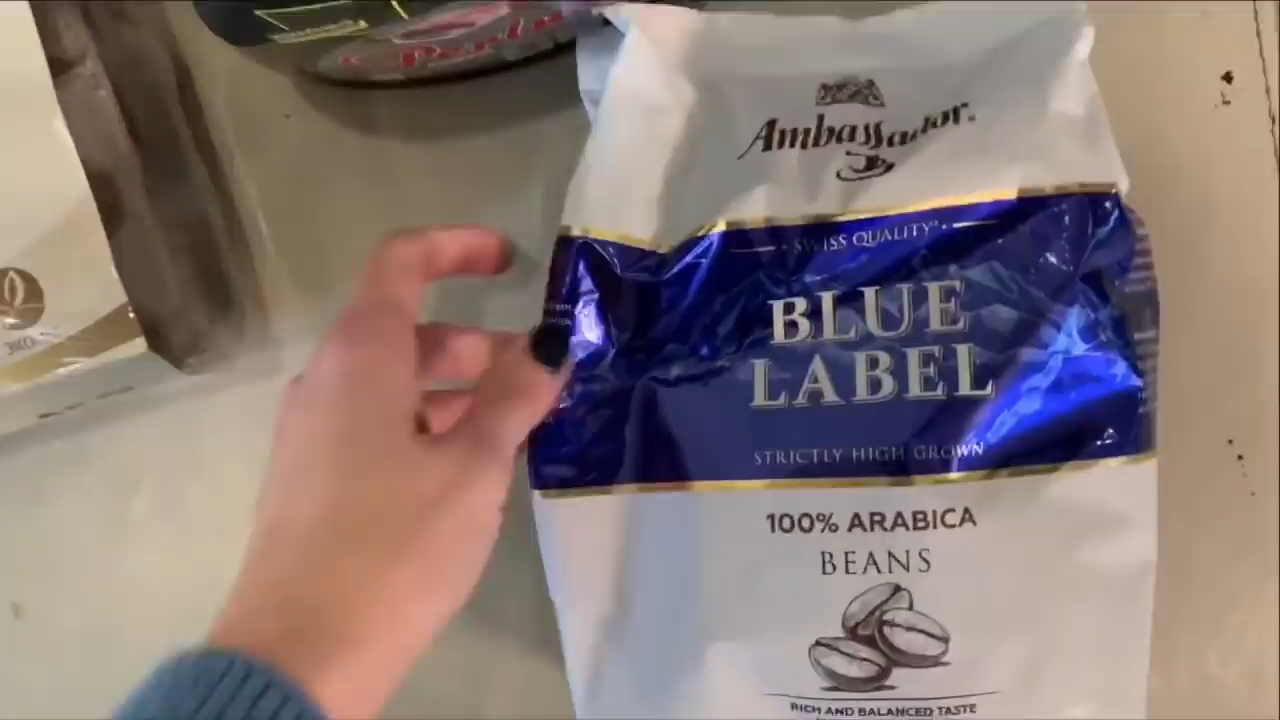 Ambassador.
SWISS QUALITY
BLUE
LABEL
STRICTLY HIGH GROWN
100% ARABICA
BEANS
RICH AND BALANCED TASTE